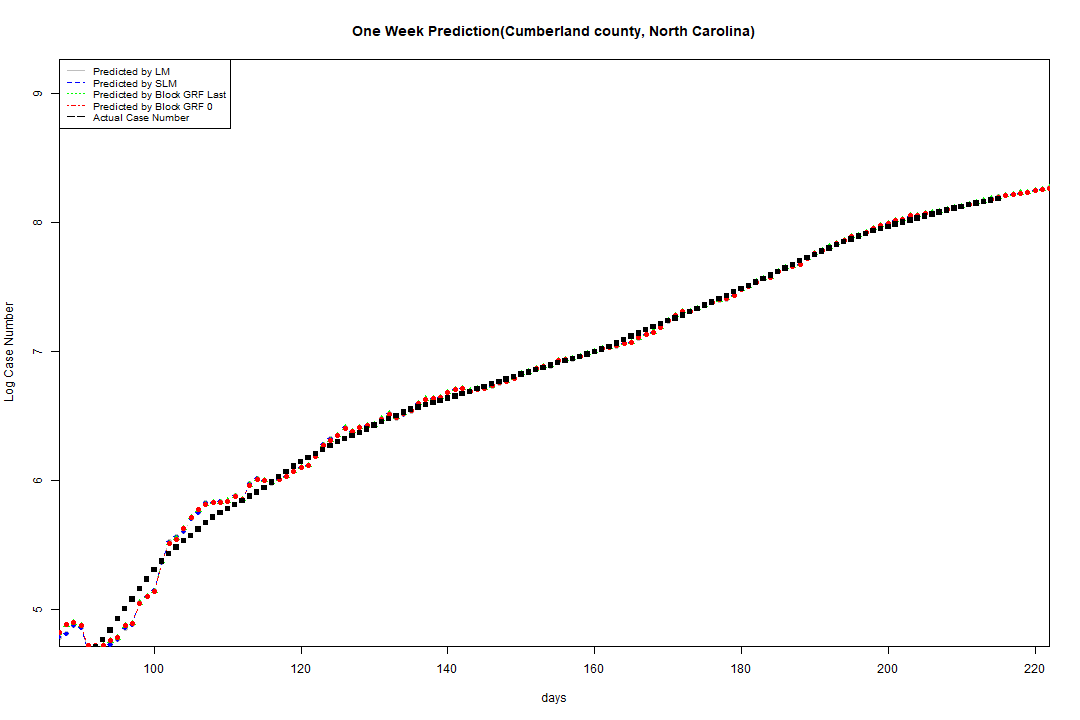 One Week Prediction(Cumberland county, North Carolina)
Predicted by LM
Predicted by SLM
Predicted by Block GRF Last
Predicted by Block GRF 0
Actual Case Number
9
8
7
6
5
Log Case Number
100 120 140 160 180 200 220
days